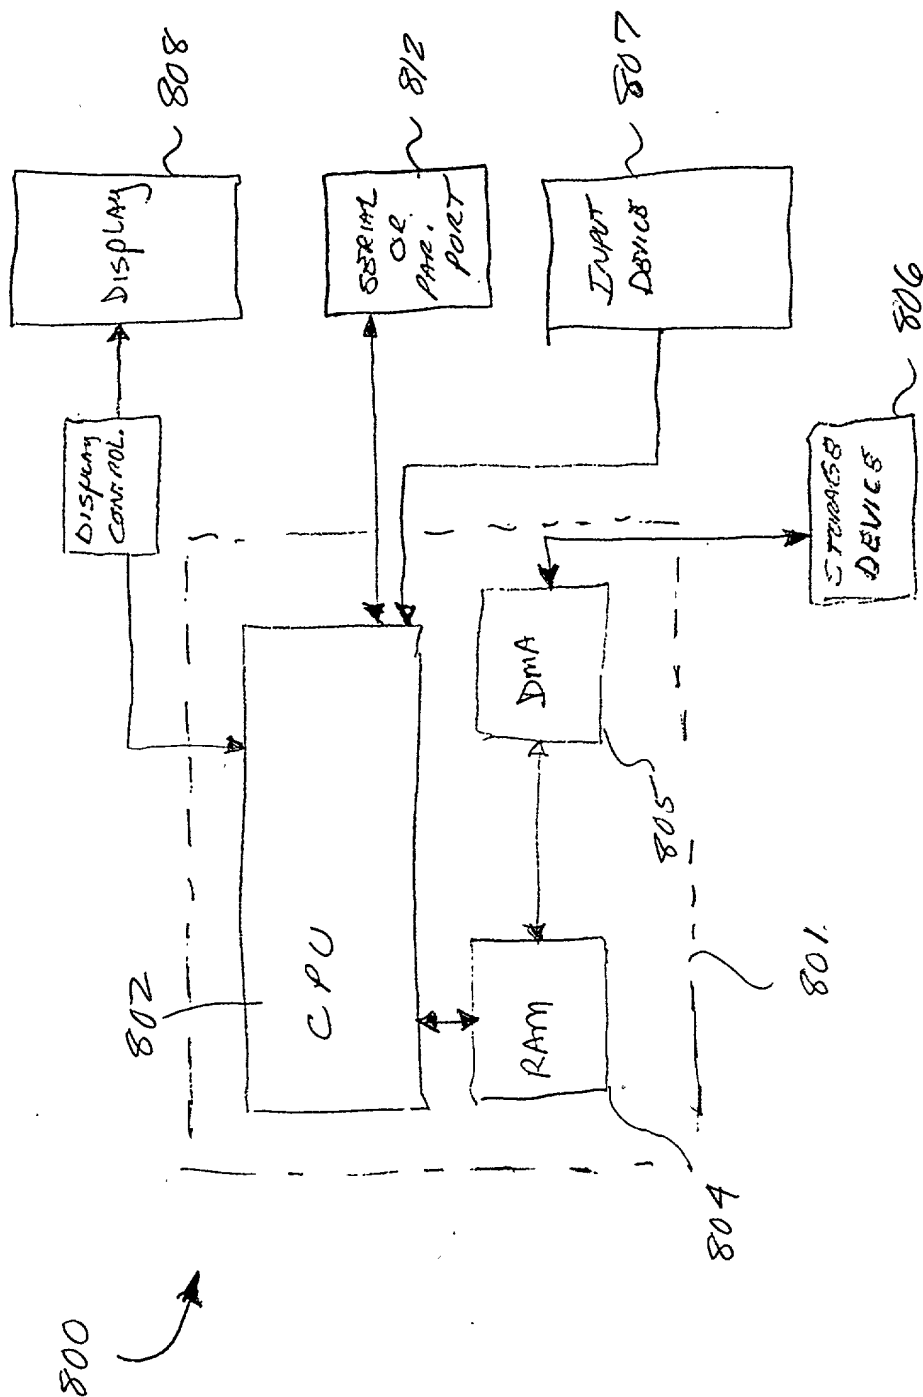 800
802
CPU
RAM
804
DMA
805
801.
DISPLAY
CONTROL.
DISPLAY
808
SERIAL
OR
PAR.
PORT
812
INPUT
DEVICE
807
STORAGE
DEVICE
806